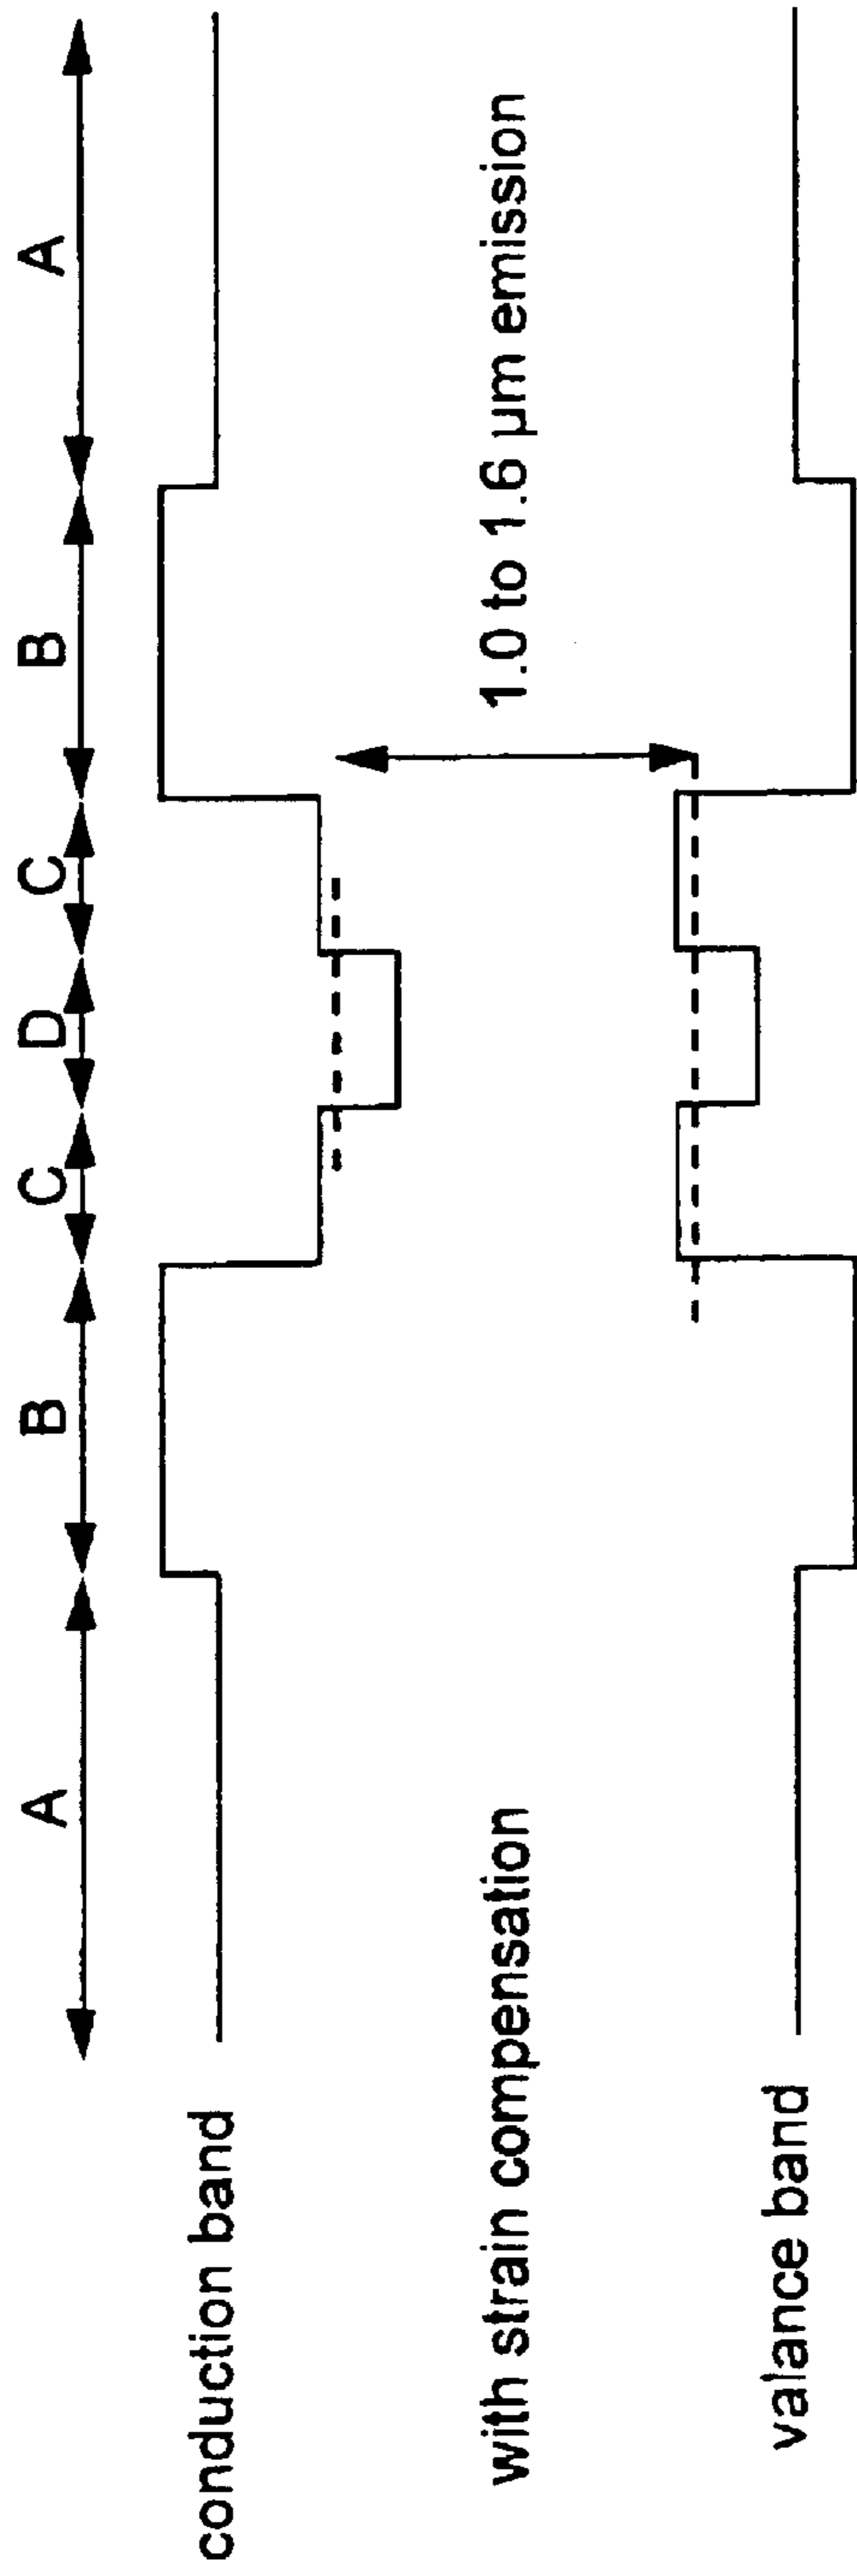 A B C D C B A
conduction band
with strain compensation
1.0 to 1.6 µm emission
valance band